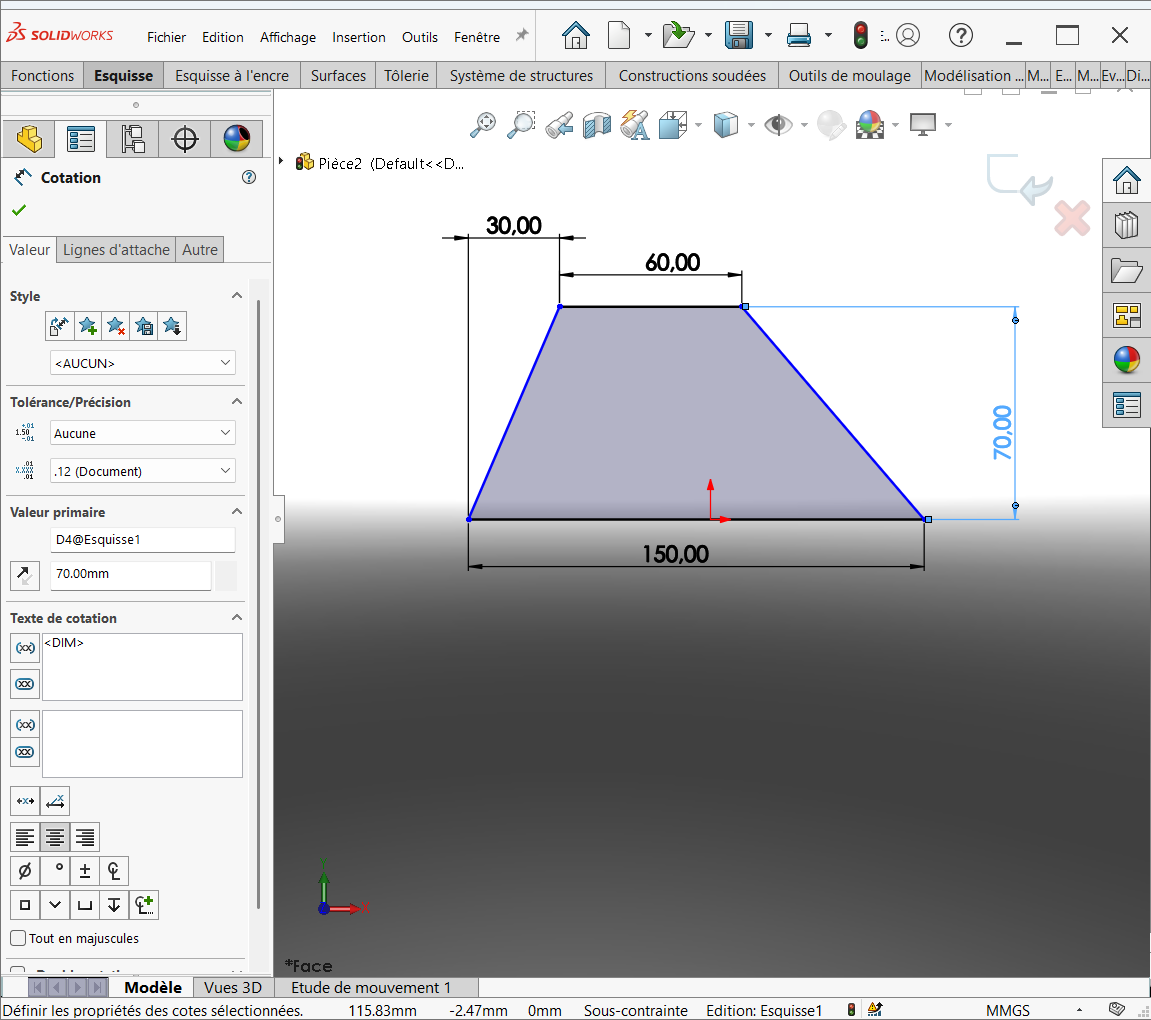 SOLIDWORKS
Fichier Edition Affichage Insertion Outils Fenêtre
Fonctions Esquisse Esquisse à l'encre Surfaces Tôlerie Système de structures Constructions soudées Outils de moulage Modélisation ... M... E... M... Ev... Di...
Pièce2 (Default<<D...
Cotation
Valeur Lignes d'attache Autre
Style
<AUCUN>
Tolérance/Précision
Aucune
.12 (Document)
Valeur primaire
D4@Esquisse1
70.00mm
Texte de cotation
<DIM>
Tout en majuscules
30,00
60,00
70,00
150,00
*Face
Modèle Vues 3D Etude de mouvement 1
Définir les propriétés des cotes sélectionnées. 115.83mm -2.47mm 0mm Sous-contrainte Edition: Esquisse1 MMGS